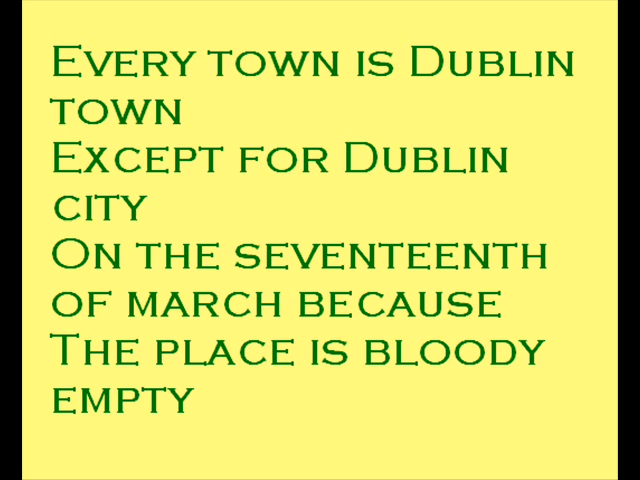 Every town is Dublin
town
Except for Dublin
city
On the seventeenth
of march because
The place is bloody
empty